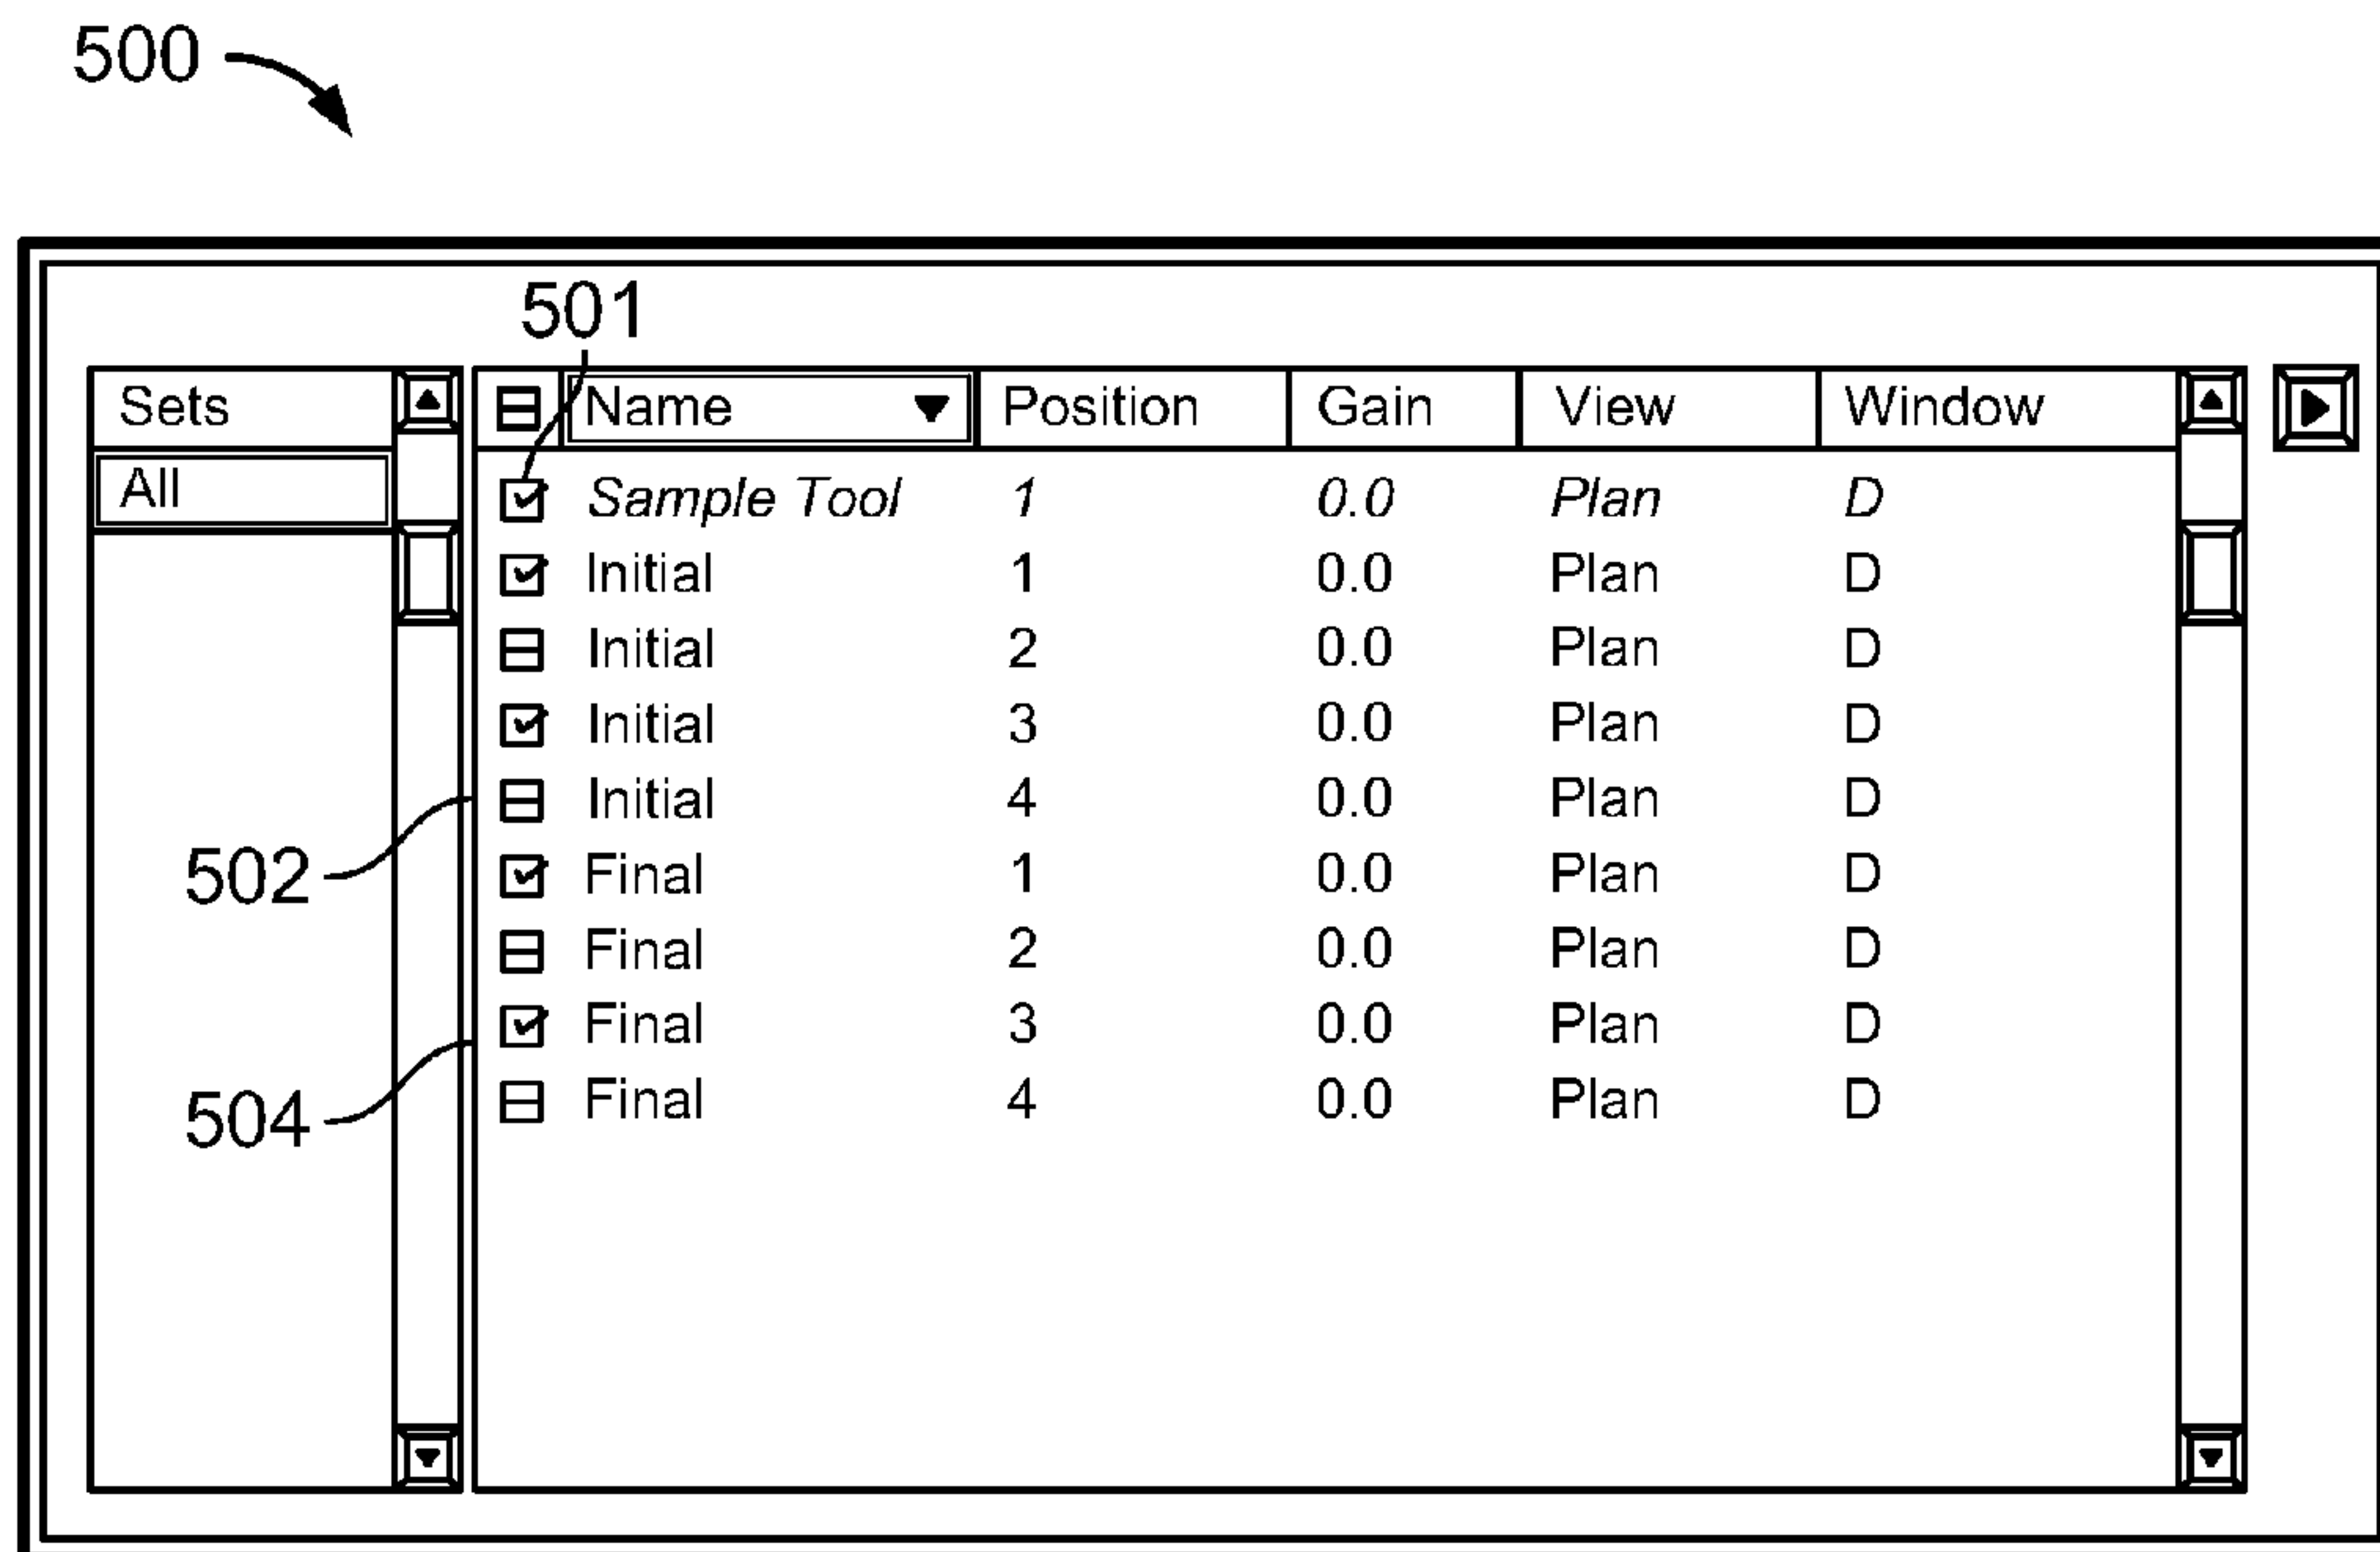 500
501
Sets Name Position Gain View Window
All
Sample Tool 1 0.0 Plan D
Initial 1 0.0 Plan D
Initial 2 0.0 Plan D
Initial 3 0.0 Plan D
Initial 4 0.0 Plan D
502
Final 1 0.0 Plan D
Final 2 0.0 Plan D
Final 3 0.0 Plan D
504
Final 4 0.0 Plan D